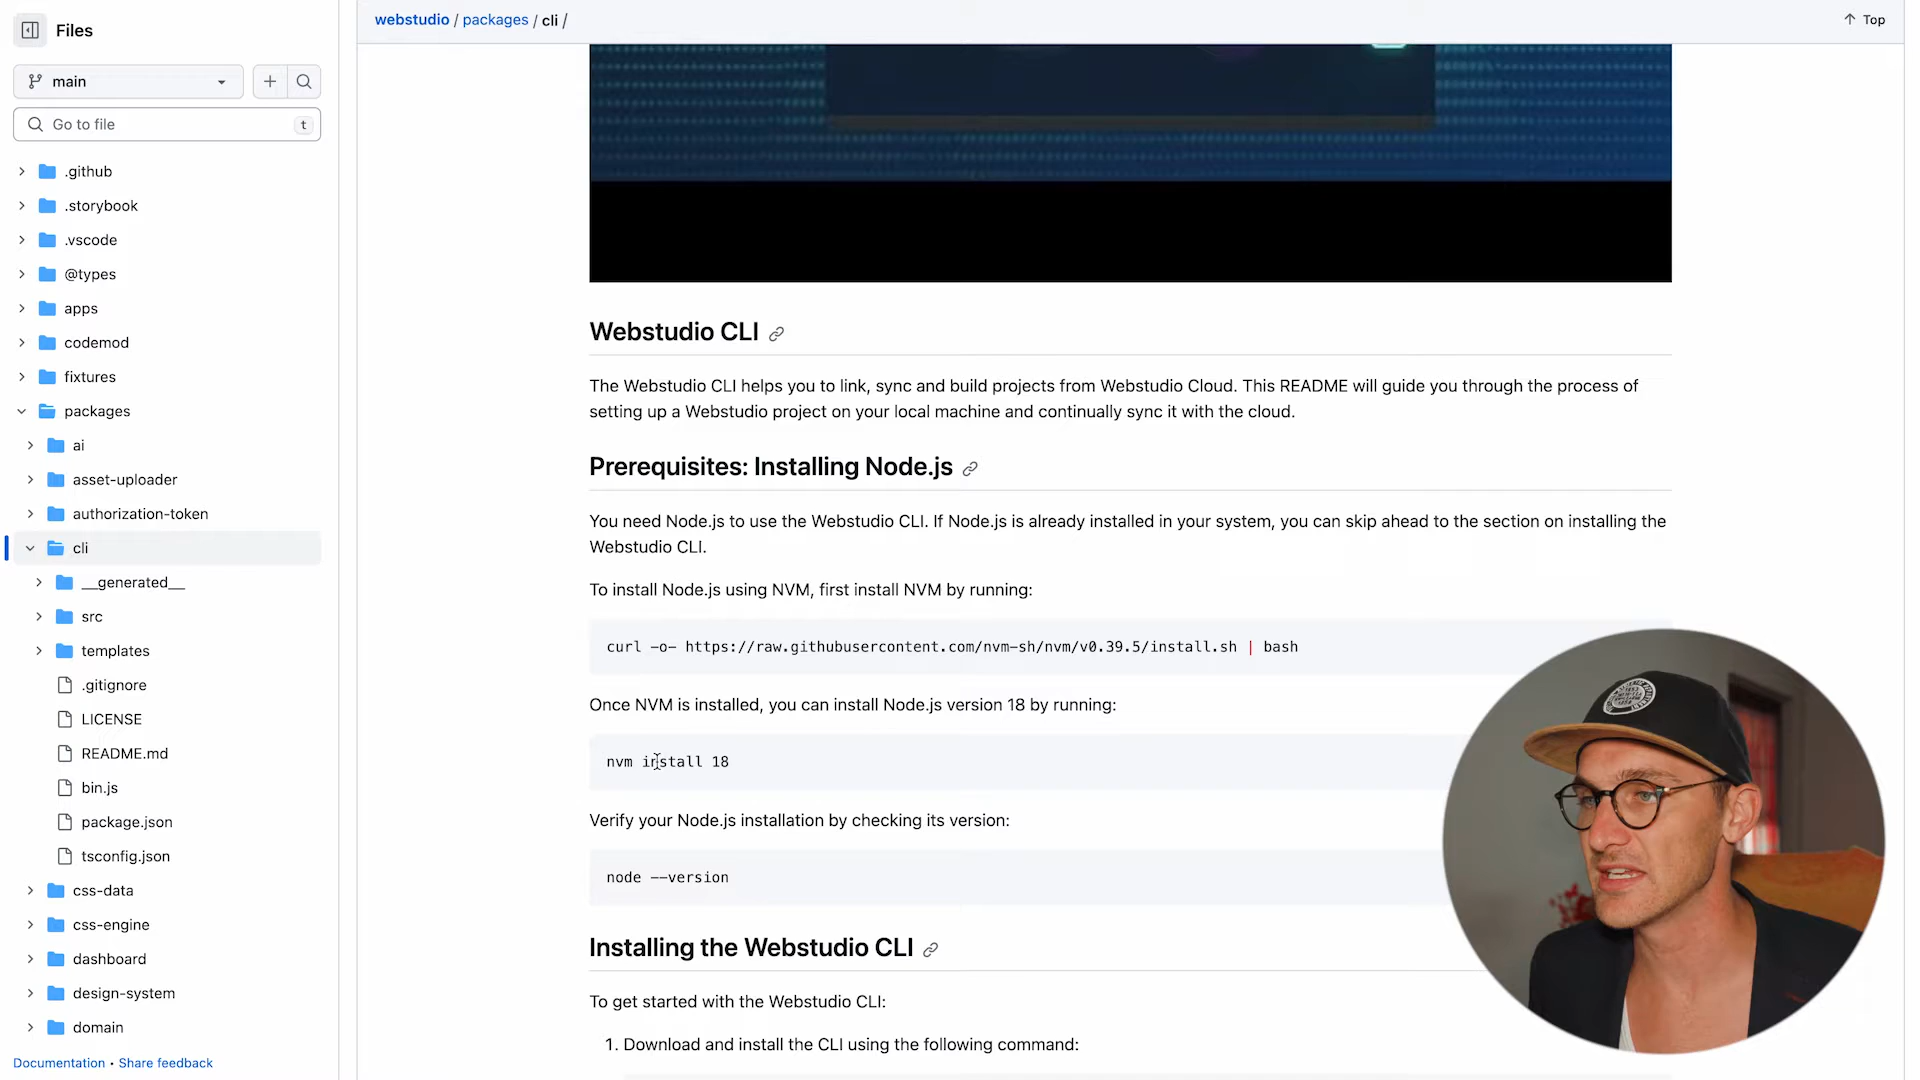 Files
webstudio / packages / cli /
Top
main
Go to file
t
.github
.storybook
.vscode
@types
apps
codemod
fixtures
packages
ai
asset-uploader
authorization-token
cli
__generated__
src
templates
.gitignore
LICENSE
README.md
bin.js
package.json
tsconfig.json
css-data
css-engine
dashboard
design-system
domain
Documentation • Share feedback
Webstudio CLI
The Webstudio CLI helps you to link, sync and build projects from Webstudio Cloud. This README will guide you through the process of
setting up a Webstudio project on your local machine and continually sync it with the cloud.
Prerequisites: Installing Node.js
You need Node.js to use the Webstudio CLI. If Node.js is already installed in your system, you can skip ahead to the section on installing the
Webstudio CLI.
To install Node.js using NVM, first install NVM by running:
curl -o- https://raw.githubusercontent.com/nvm-sh/nvm/v0.39.5/install.sh | bash
Once NVM is installed, you can install Node.js version 18 by running:
nvm install 18
Verify your Node.js installation by checking its version:
node --version
Installing the Webstudio CLI
To get started with the Webstudio CLI:
1. Download and install the CLI using the following command: